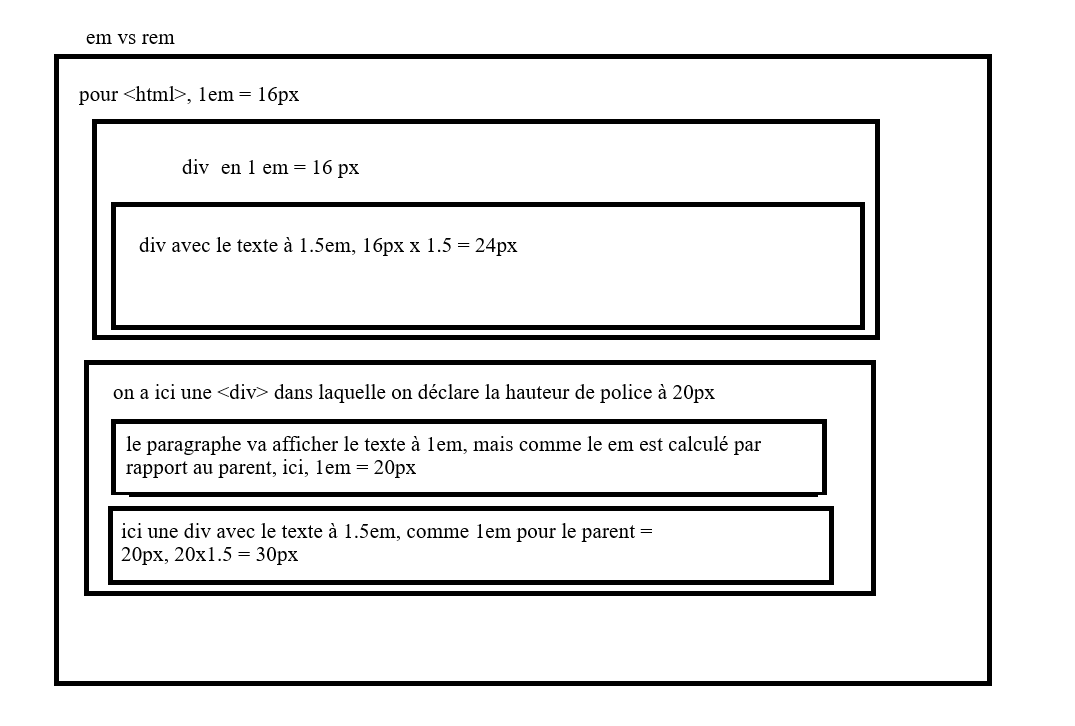 em vs rem
pour <html>, 1em = 16px
div en 1 em = 16 px
div avec le texte à 1.5em, 16px x 1.5 = 24px
on a ici une <div> dans laquelle on déclare la hauteur de police à 20px
le paragraphe va afficher le texte à 1em, mais comme le em est calculé par
rapport au parent, ici, 1em = 20px
ici une div avec le texte à 1.5em, comme 1em pour le parent =
20px, 20x1.5 = 30px